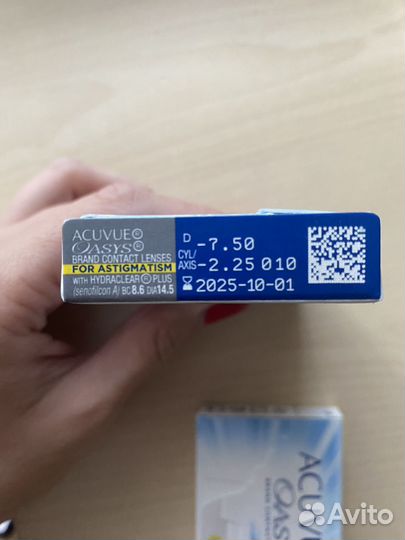 ACUVUE®
OASYS®
BRAND CONTACT LENSES
FOR ASTIGMATISM
WITH HYDRACLEAR® PLUS
(senofilcon A) BC 8.6 DIA 14.5
D -7.50
CYL/
AXIS -2.25 010
2025-10-01
ACUVUE
OASYS
Avito